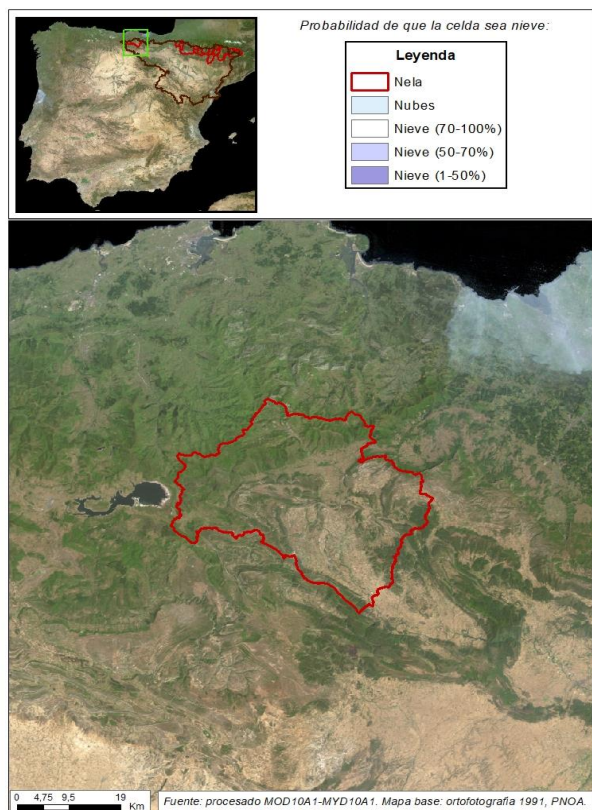 Probabilidad de que la celda sea nieve:
Leyenda
Nela
Nubes
Nieve (70-100%)
Nieve (50-70%)
Nieve (1-50%)
0 4,75 9,5 19
Km
Fuente: procesado MOD10A1-MYD10A1. Mapa base: orofotografia 1991, PNOA.